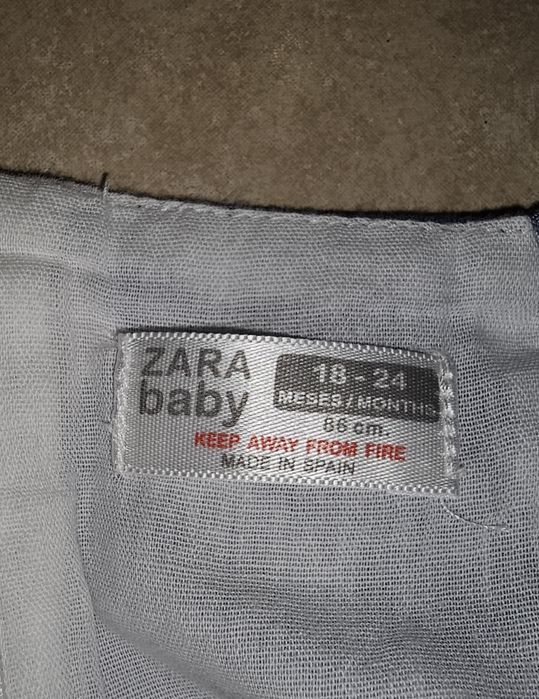 ZARA
baby
18 - 24
MESES / MONTHS
86 cm.
KEEP AWAY FROM FIRE
MADE IN SPAIN